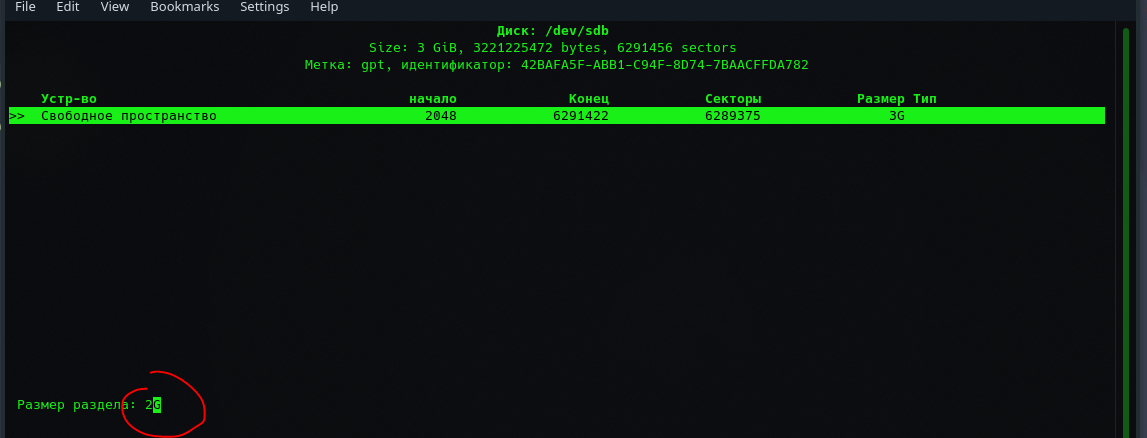 File Edit View Bookmarks Settings Help
Диск: /dev/sdb
Size: 3 GiB, 3221225472 bytes, 6291456 sectors
Метка: gpt, идентификатор: 42BAFA5F-ABB1-C94F-8D74-7BAACFFDA782
Устр-во начало Конец Секторы Размер Тип
>> Свободное пространство 2048 6291422 6289375 3G
Размер раздела: 2G